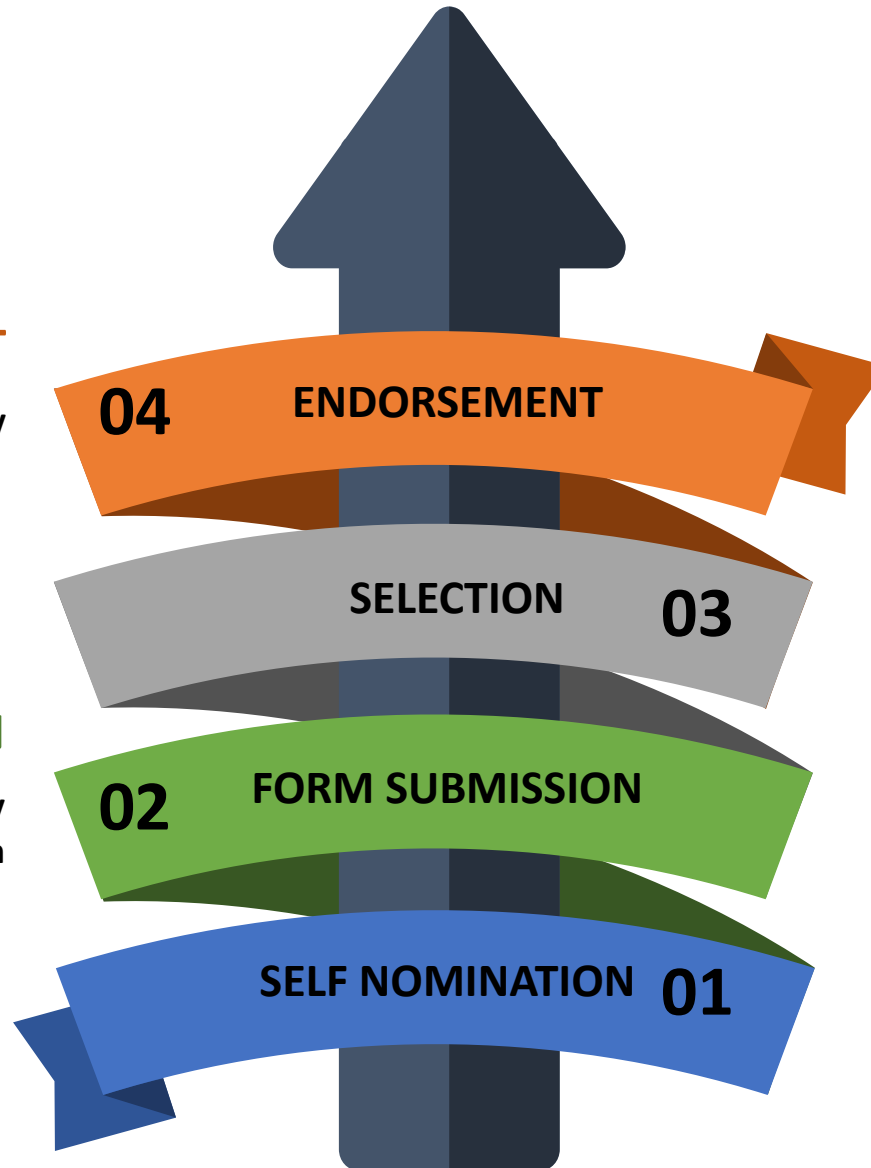 04 ENDORSEMENT
SELECTION 03
02 FORM SUBMISSION
SELF NOMINATION 01